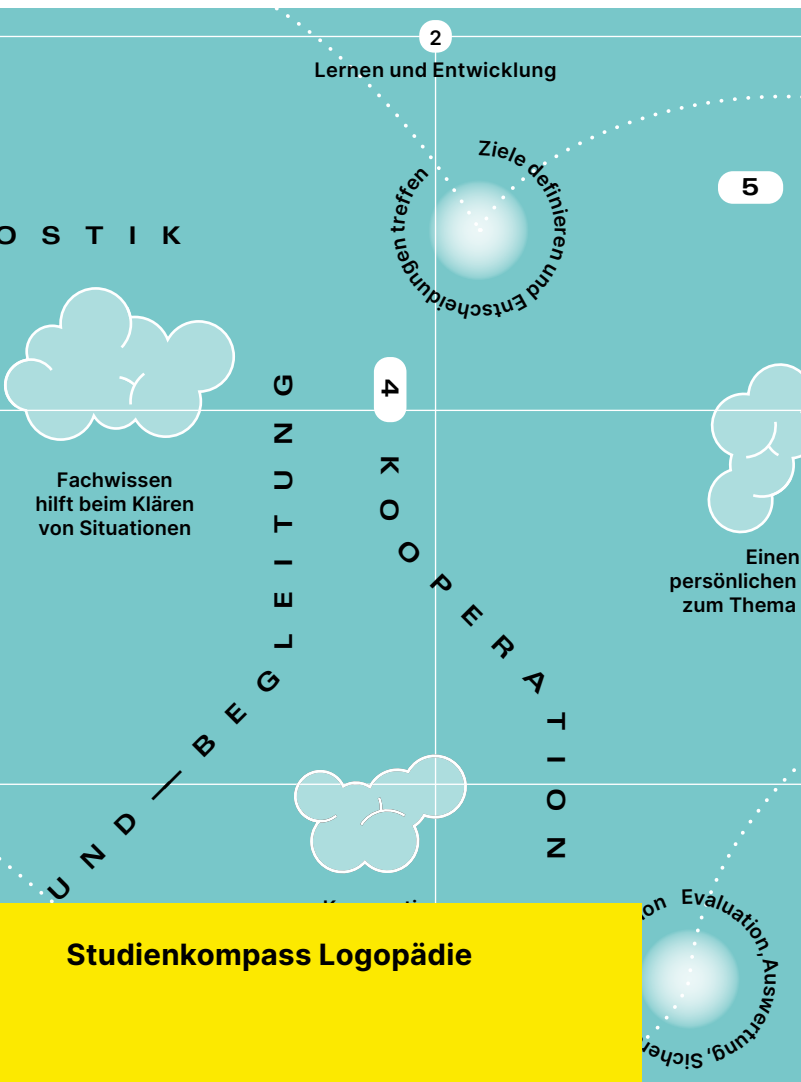 2
Lernen und Entwicklung
Ziele definieren und Entscheidungen treffen
5
OSTIK
Fachwissen
hilft beim Klären
von Situationen
UND—BEGLEITUNG
4
KOOPERATION
Einen
persönlichen
zum Thema
Evaluation, Auswertung,
Studienkompass Logopädie